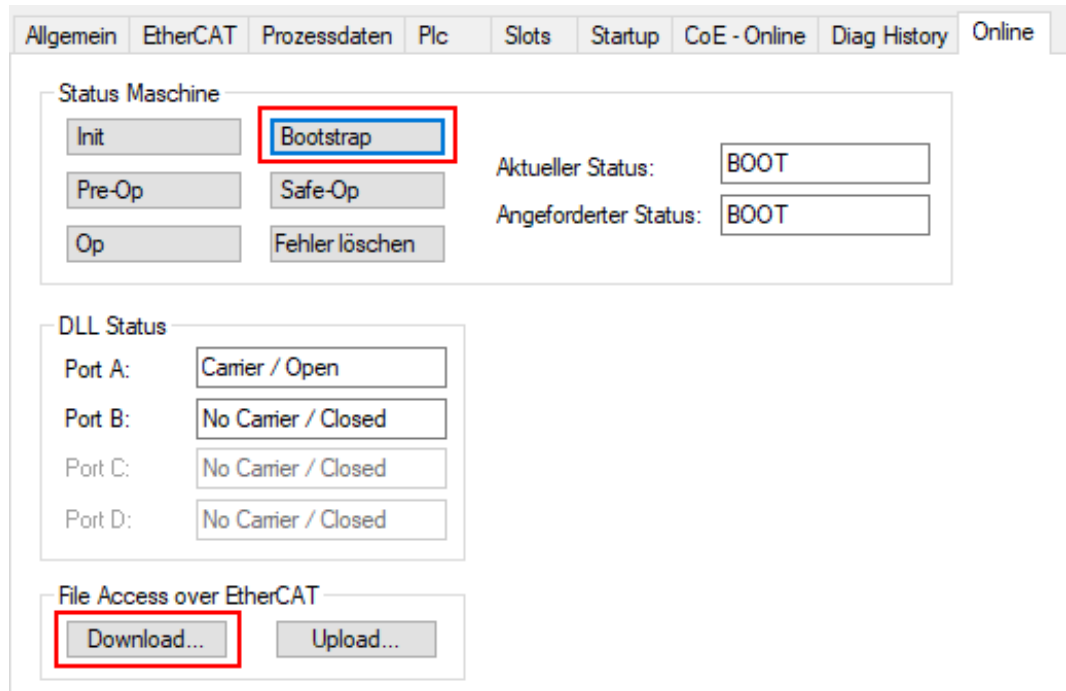 Allgemein EtherCAT Prozessdaten Plc Slots Startup CoE - Online Diag History Online
Status Maschine
Init Bootstrap
Pre-Op Safe-Op
Op Fehler löschen
Aktueller Status: BOOT
Angeforderter Status: BOOT
DLL Status
Port A: Carrier / Open
Port B: No Carrier / Closed
Port C: No Carrier / Closed
Port D: No Carrier / Closed
File Access over EtherCAT
Download... Upload...